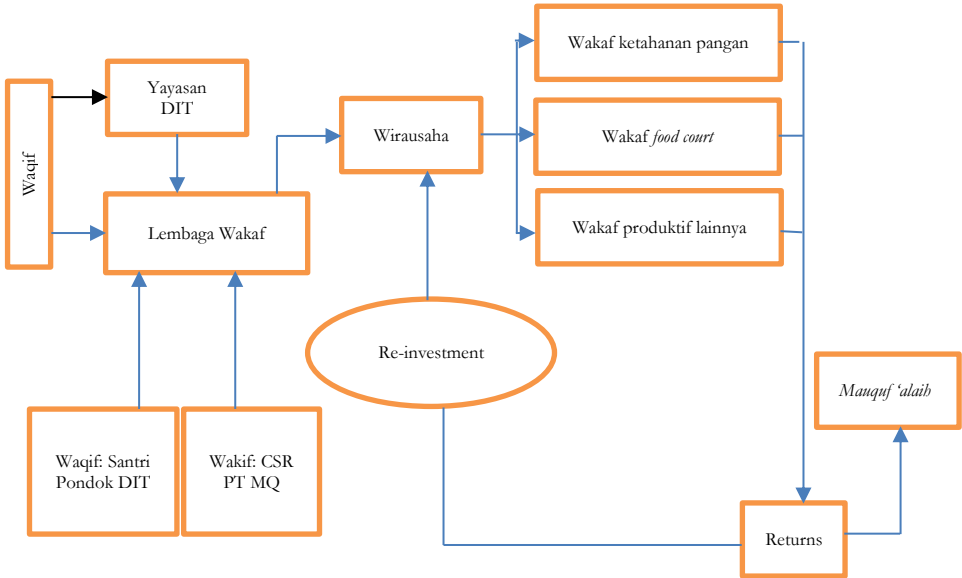 Waqif
Yayasan
DIT
Lembaga Wakaf
Wirausaha
Wakaf ketahanan pangan
Wakaf food court
Wakaf produktif lainnya
Re-investment
Waqif: Santri
Pondok DIT
Wakif: CSR
PT MQ
Mauquf ‘alaih
Returns